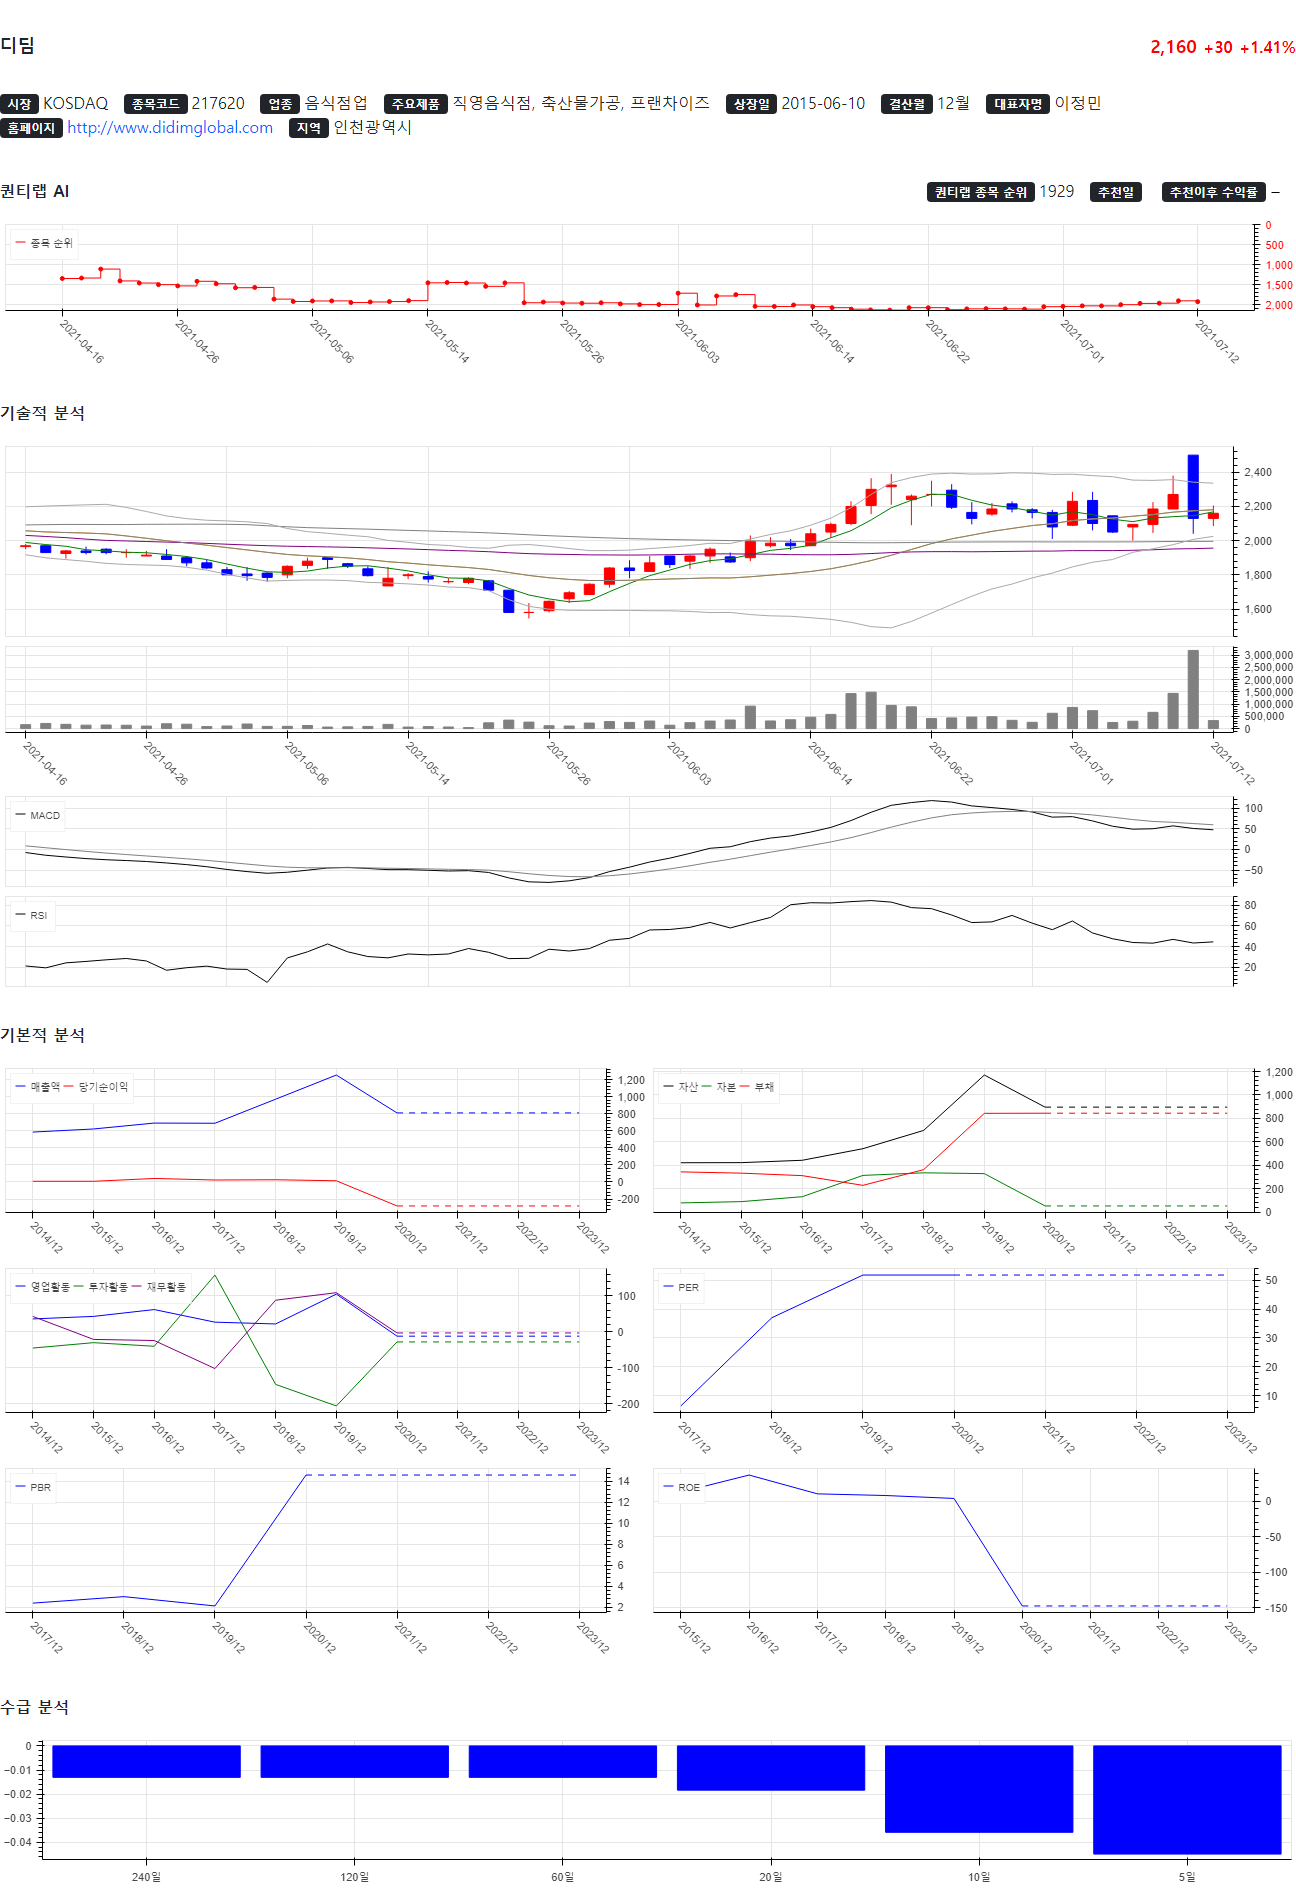 디딤
2,160 +30 +1.41%
시장 KOSDAQ 종목코드 217620 업종 음식점업 주요제품 직영음식점, 축산물가공, 프랜차이즈 상장일 2015-06-10 결산월 12월 대표자명 이정민
홈페이지 http://www.didimglobal.com 지역 인천광역시
퀀티랩 AI
퀀티랩 종목 순위 1929 추천일 추천이후 수익률 –
종목 순위
0
500
1,000
1,500
2,000
2021-04-16 2021-04-26 2021-05-06 2021-05-14 2021-05-26 2021-06-03 2021-06-14 2021-06-22 2021-07-01 2021-07-12
기술적 분석
2,400
2,200
2,000
1,800
1,600
3,000,000
2,500,000
2,000,000
1,500,000
1,000,000
500,000
0
2021-04-16 2021-04-26 2021-05-06 2021-05-14 2021-05-26 2021-06-03 2021-06-14 2021-06-22 2021-07-01 2021-07-12
MACD
100
50
0
−50
RSI
80
60
40
20
기본적 분석
매출액 당기순이익
1,200
1,000
800
600
400
200
0
-200
2014/12 2015/12 2016/12 2017/12 2018/12 2019/12 2020/12 2021/12 2022/12 2023/12
자산 자본 부채
1,200
1,000
800
600
400
200
0
2014/12 2015/12 2016/12 2017/12 2018/12 2019/12 2020/12 2021/12 2022/12 2023/12
영업활동 투자활동 재무활동
100
0
-100
-200
2014/12 2015/12 2016/12 2017/12 2018/12 2019/12 2020/12 2021/12 2022/12 2023/12
PER
50
40
30
20
10
2017/12 2018/12 2019/12 2020/12 2021/12 2022/12 2023/12
PBR
14
12
10
8
6
4
2
2017/12 2018/12 2019/12 2020/12 2021/12 2022/12 2023/12
ROE
0
-50
-100
-150
2015/12 2016/12 2017/12 2018/12 2019/12 2020/12 2021/12 2022/12 2023/12
수급 분석
0
−0.01
−0.02
−0.03
−0.04
240일 120일 60일 20일 10일 5일